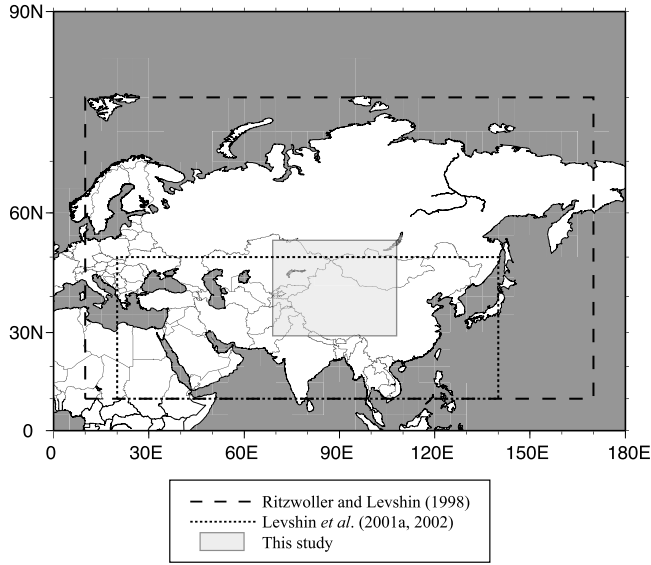 90N
60N
30N
0
0 30E 60E 90E 120E 150E 180E
Ritzwoller and Levshin (1998)
Levshin et al. (2001a, 2002)
This study